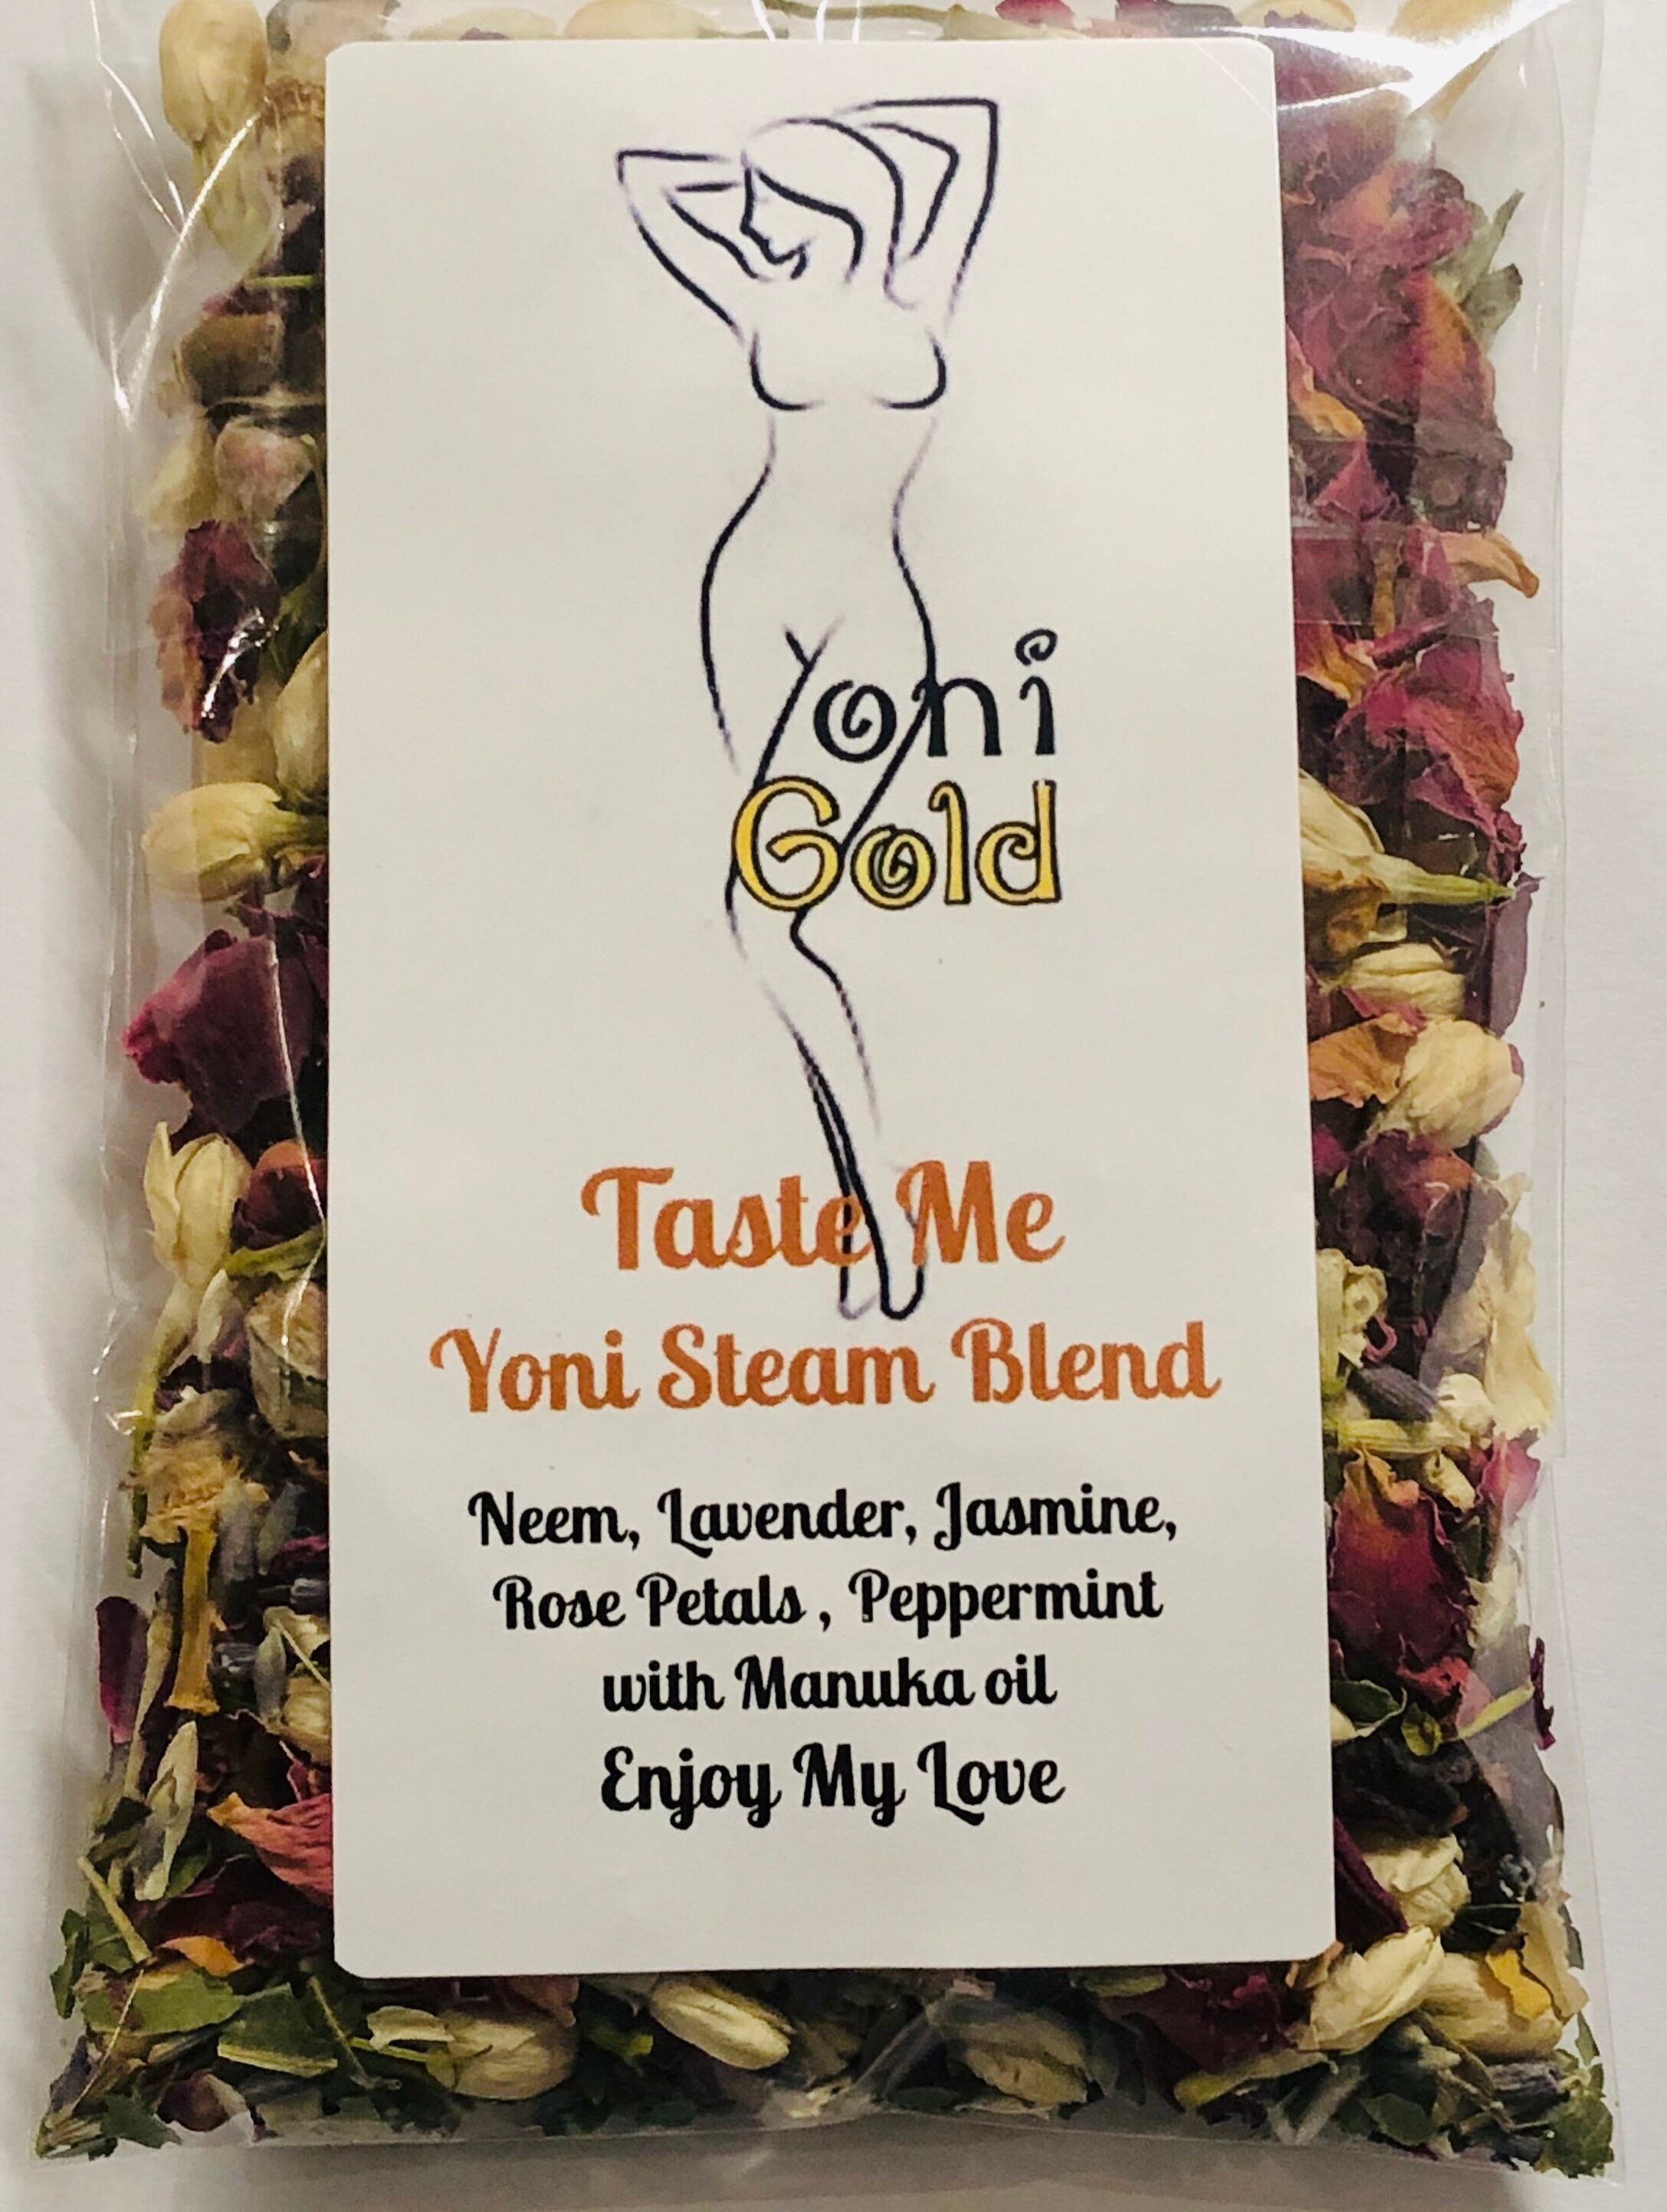 Yoni
Gold
Taste Me
Yoni Steam Blend
Neem, Lavender, Jasmine,
Rose Petals , Peppermint
with Manuka oil
Enjoy My Love